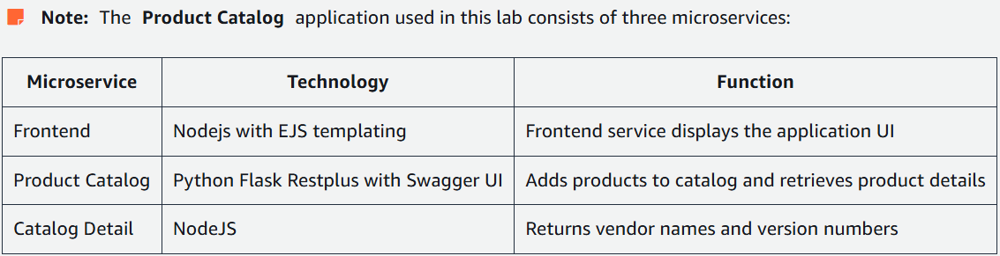 Note: The Product Catalog application used in this lab consists of three microservices:
Microservice Technology Function
Frontend Nodejs with EJS templating Frontend service displays the application UI
Product Catalog Python Flask Restplus with Swagger UI Adds products to catalog and retrieves product details
Catalog Detail NodeJS Returns vendor names and version numbers